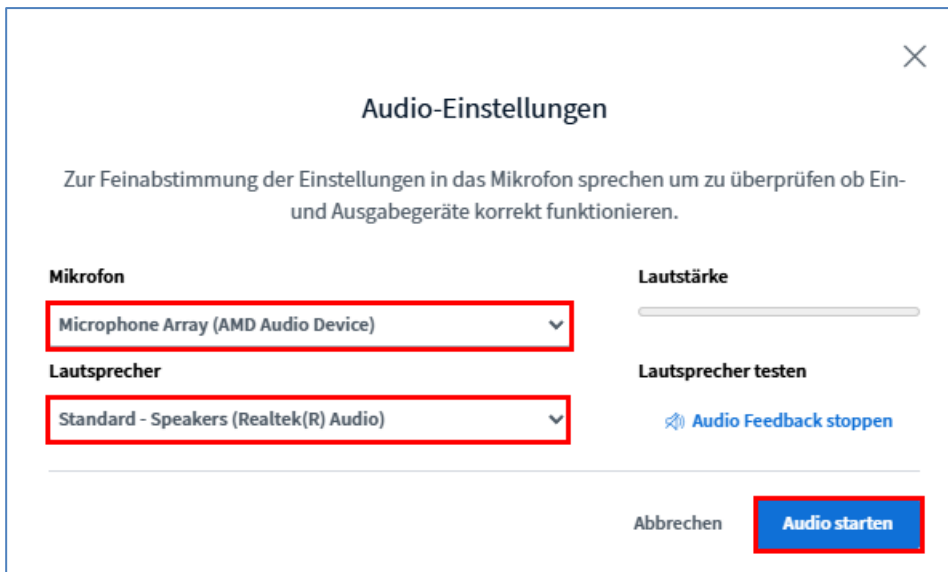 Audio-Einstellungen
Zur Feinabstimmung der Einstellungen in das Mikrofon sprechen um zu überprüfen ob Ein-
und Ausgabegeräte korrekt funktionieren.
Mikrofon
Lautstärke
Microphone Array (AMD Audio Device)
Lautsprecher
Lautsprecher testen
Standard - Speakers (Realtek(R) Audio)
Audio Feedback stoppen
Abbrechen
Audio starten